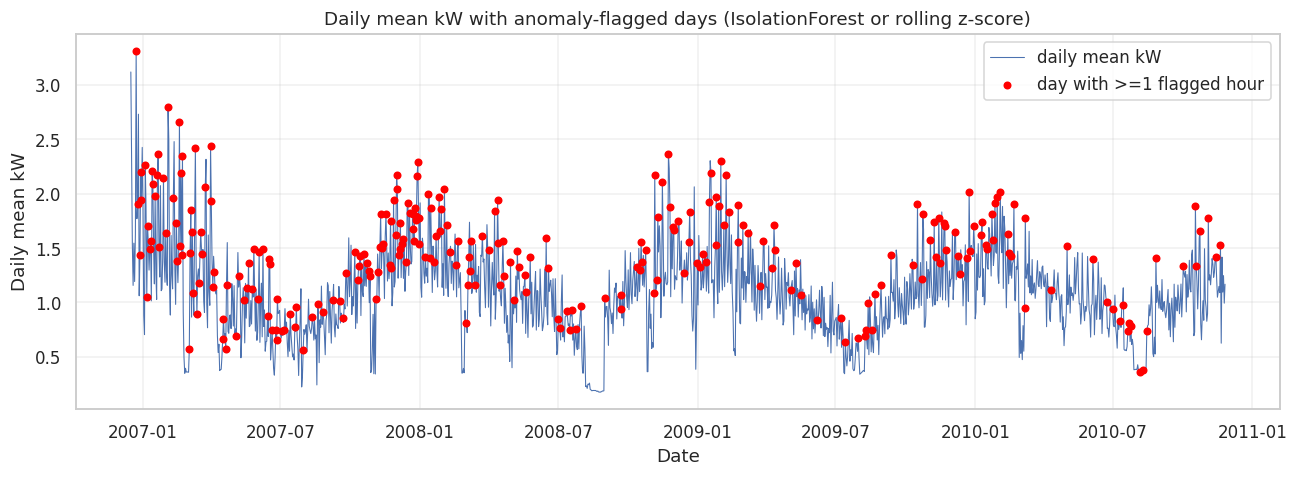 Daily mean kW with anomaly-flagged days (IsolationForest or rolling z-score)
daily mean kW
day with >=1 flagged hour
Daily mean kW
3.0
2.5
2.0
1.5
1.0
0.5
2007-01 2007-07 2008-01 2008-07 2009-01 2009-07 2010-01 2010-07 2011-01
Date